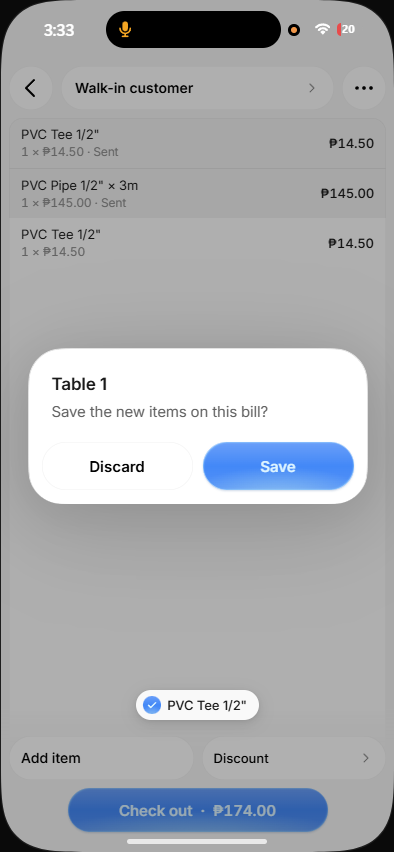 3:33
20
Walk-in customer
PVC Tee 1/2"
₱14.50
1 × ₱14.50 · Sent
PVC Pipe 1/2" × 3m
₱145.00
1 × ₱145.00 · Sent
PVC Tee 1/2"
₱14.50
1 × ₱14.50
Table 1
Save the new items on this bill?
Discard
Save
PVC Tee 1/2"
Add item
Discount
Check out · ₱174.00